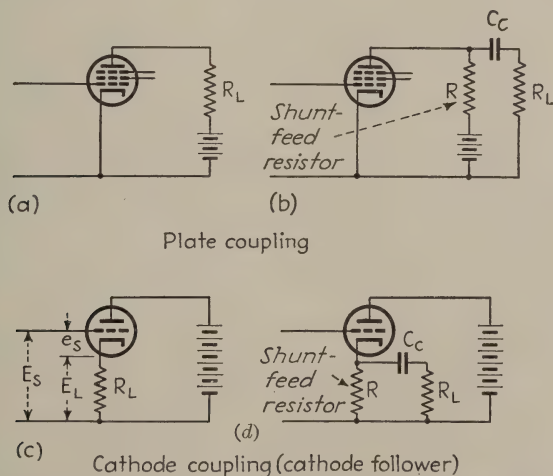 C_C
R_L
R
R_L
Shunt-
feed
resistor
(a)
(b)
Plate coupling
e_S
E_S
E_L
R_L
C_C
Shunt-
feed
resistor
R
R_L
(c)
(d)
Cathode coupling (cathode follower)